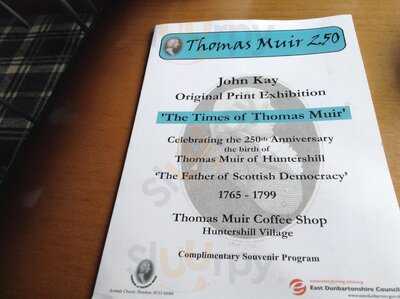 Thomas Muir 250
John Kay
Original Print Exhibition
'The Times of Thomas Muir'
Celebrating the 250th Anniversary
the birth of
Thomas Muir of Huntershill
'The Father of Scottish Democracy'
1765 - 1799
Thomas Muir Coffee Shop
Huntershill Village
Complimentary Souvenir Program
East Dunbartonshire Council